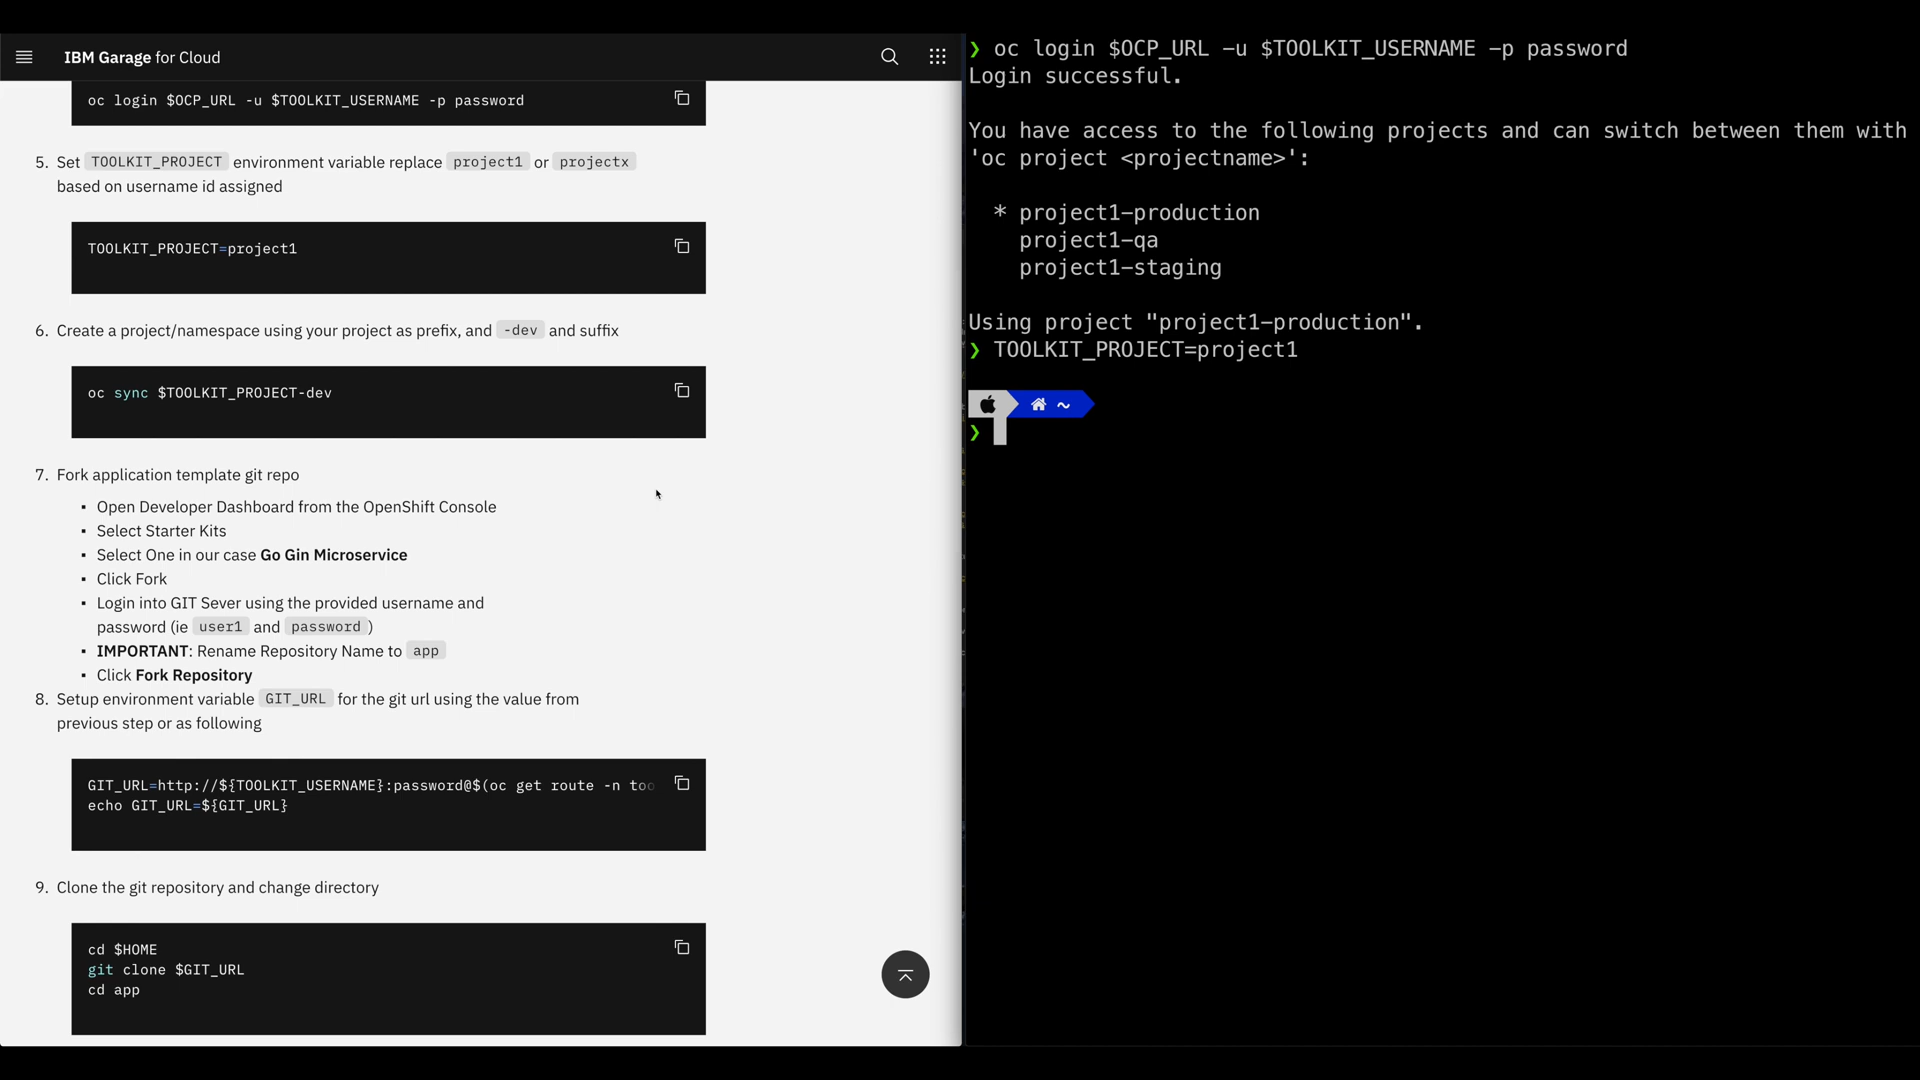 IBM Garage for Cloud
oc login $OCP_URL -u $TOOLKIT_USERNAME -p password
5. Set TOOLKIT_PROJECT environment variable replace project1 or projectx
based on username id assigned
TOOLKIT_PROJECT=project1
6. Create a project/namespace using your project as prefix, and -dev and suffix
oc sync $TOOLKIT_PROJECT-dev
7. Fork application template git repo
▪ Open Developer Dashboard from the OpenShift Console
▪ Select Starter Kits
▪ Select One in our case Go Gin Microservice
▪ Click Fork
▪ Login into GIT Sever using the provided username and
password (ie user1 and password )
▪ IMPORTANT: Rename Repository Name to app
▪ Click Fork Repository
8. Setup environment variable GIT_URL for the git url using the value from
previous step or as following
GIT_URL=http://${TOOLKIT_USERNAME}:password@$(oc get route -n too
echo GIT_URL=${GIT_URL}
9. Clone the git repository and change directory
cd $HOME
git clone $GIT_URL
cd app
❯ oc login $OCP_URL -u $TOOLKIT_USERNAME -p password
Login successful.
You have access to the following projects and can switch between them with
'oc project <projectname>':
* project1-production
project1-qa
project1-staging
Using project "project1-production".
❯ TOOLKIT_PROJECT=project1
~
❯